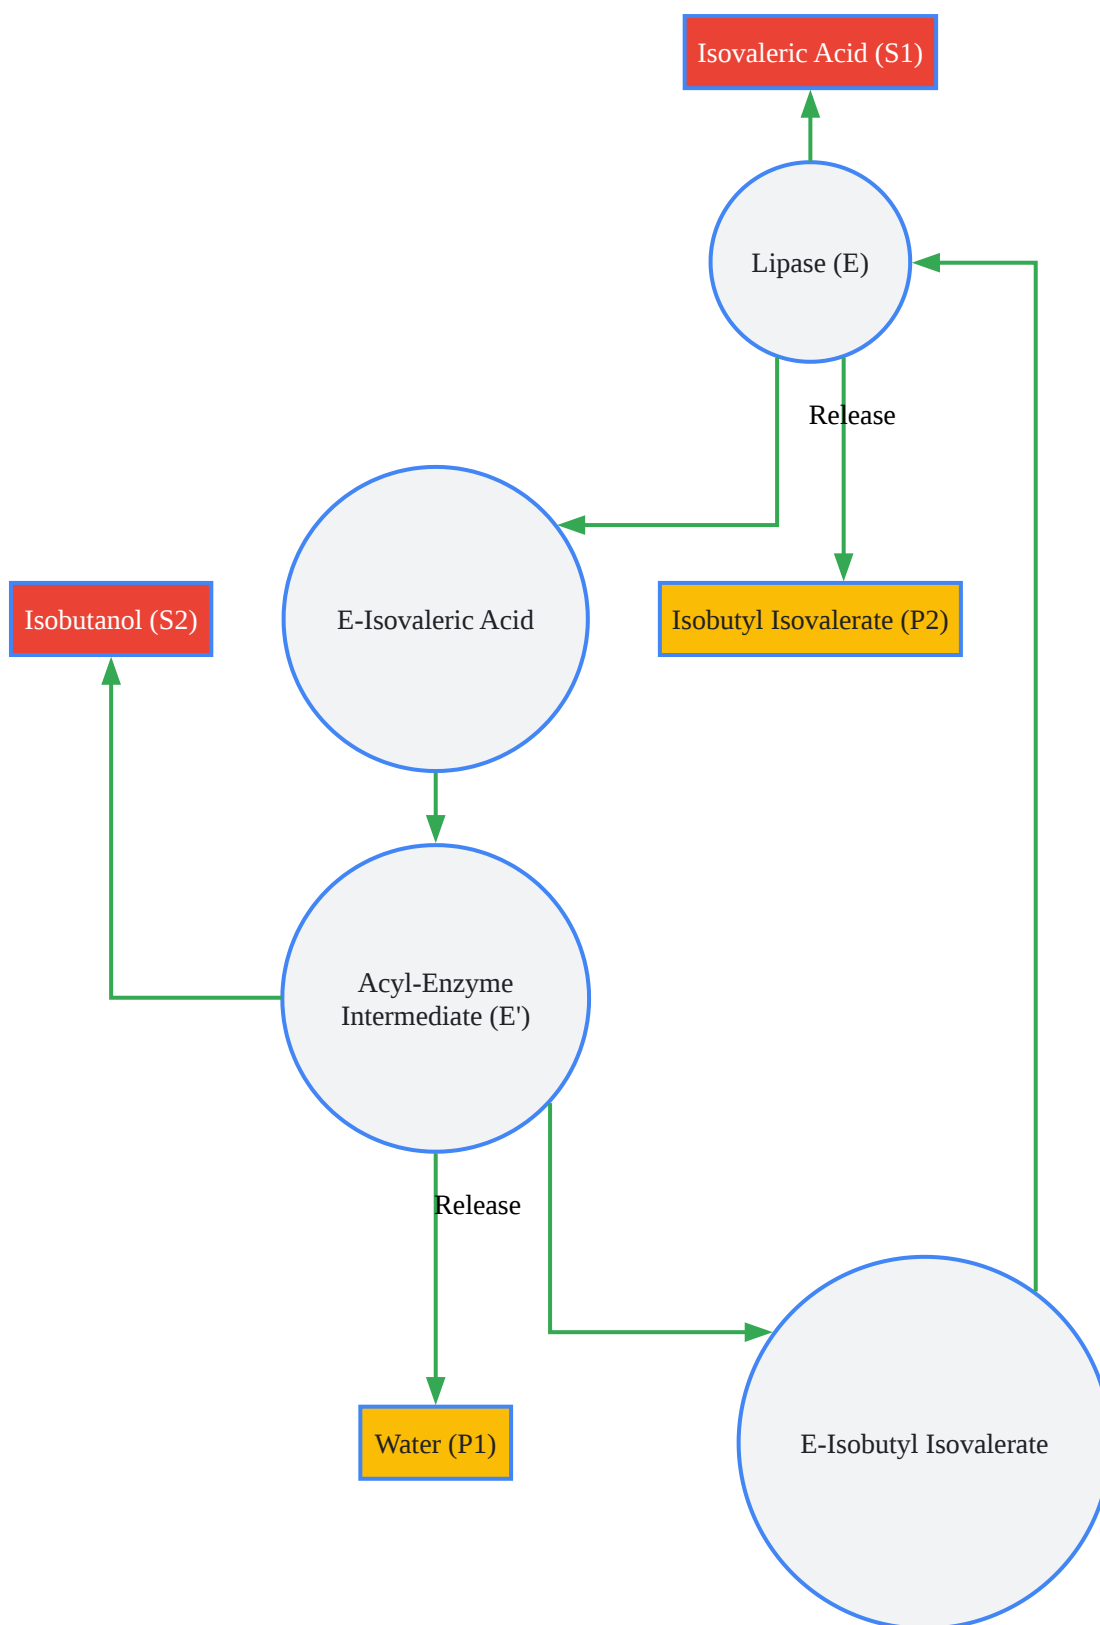 Isovaleric Acid (S1)
Lipase (E)
Release
E-Isovaleric Acid
Isobutanol (S2)
Isobutyl Isovalerate (P2)
Acyl-Enzyme
Intermediate (E')
Release
Water (P1)
E-Isobutyl Isovalerate